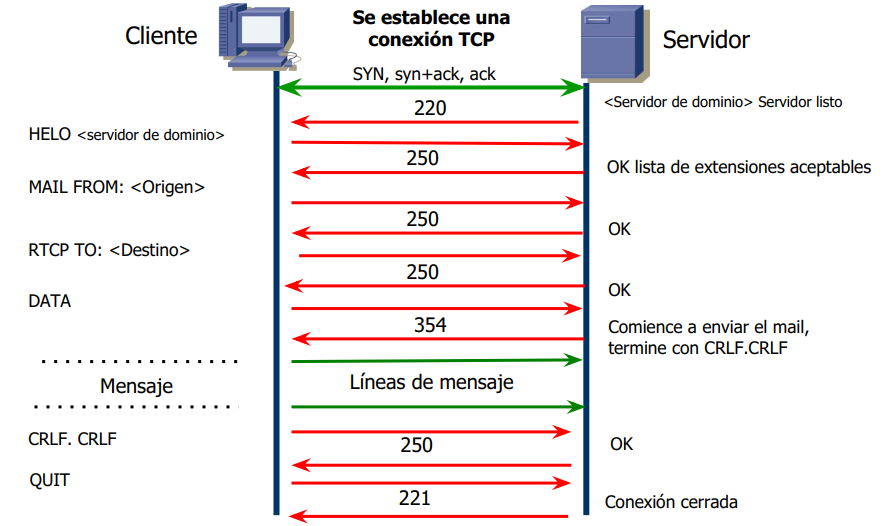 Cliente
Se establece una
conexión TCP
Servidor
SYN, syn+ack, ack
<Servidor de dominio> Servidor listo
220
HELO <servidor de dominio>
250
OK lista de extensiones aceptables
MAIL FROM: <Origen>
250
OK
RTCP TO: <Destino>
250
OK
DATA
354
Comience a enviar el mail,
termine con CRLF.CRLF
Mensaje
Líneas de mensaje
CRLF. CRLF
250
OK
QUIT
221
Conexión cerrada